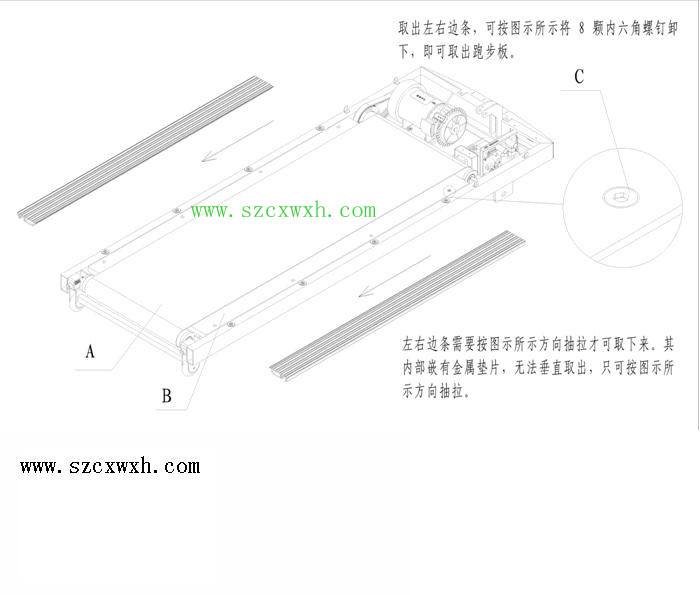 取出左右边条，可按图示所示将 8 颗内六角螺钉卸
下，即可取出跑步板。
C
www.szcxwxh.com
A
B
左右边条需要按图示所示方向抽拉才可取下来。其
内部嵌有金属垫片，无法垂直取出，只可按图示所
示方向抽拉。
www.szcxwxh.com